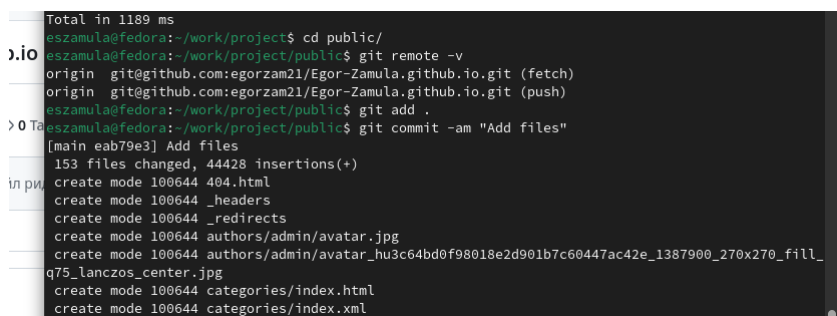 Total in 1189 ms
eszamula@fedora:~/work/project$ cd public/
eszamula@fedora:~/work/project/public$ git remote -v
origin  git@github.com:egorzam21/Egor-Zamula.github.io.git (fetch)
origin  git@github.com:egorzam21/Egor-Zamula.github.io.git (push)
eszamula@fedora:~/work/project/public$ git add .
eszamula@fedora:~/work/project/public$ git commit -am "Add files"
[main eab79e3] Add files
 153 files changed, 44428 insertions(+)
 create mode 100644 404.html
 create mode 100644 _headers
 create mode 100644 _redirects
 create mode 100644 authors/admin/avatar.jpg
 create mode 100644 authors/admin/avatar_hu3c64bd0f98018e2d901b7c60447ac42e_1387900_270x270_fill_
q75_lanczos_center.jpg
 create mode 100644 categories/index.html
 create mode 100644 categories/index.xml
.io
0